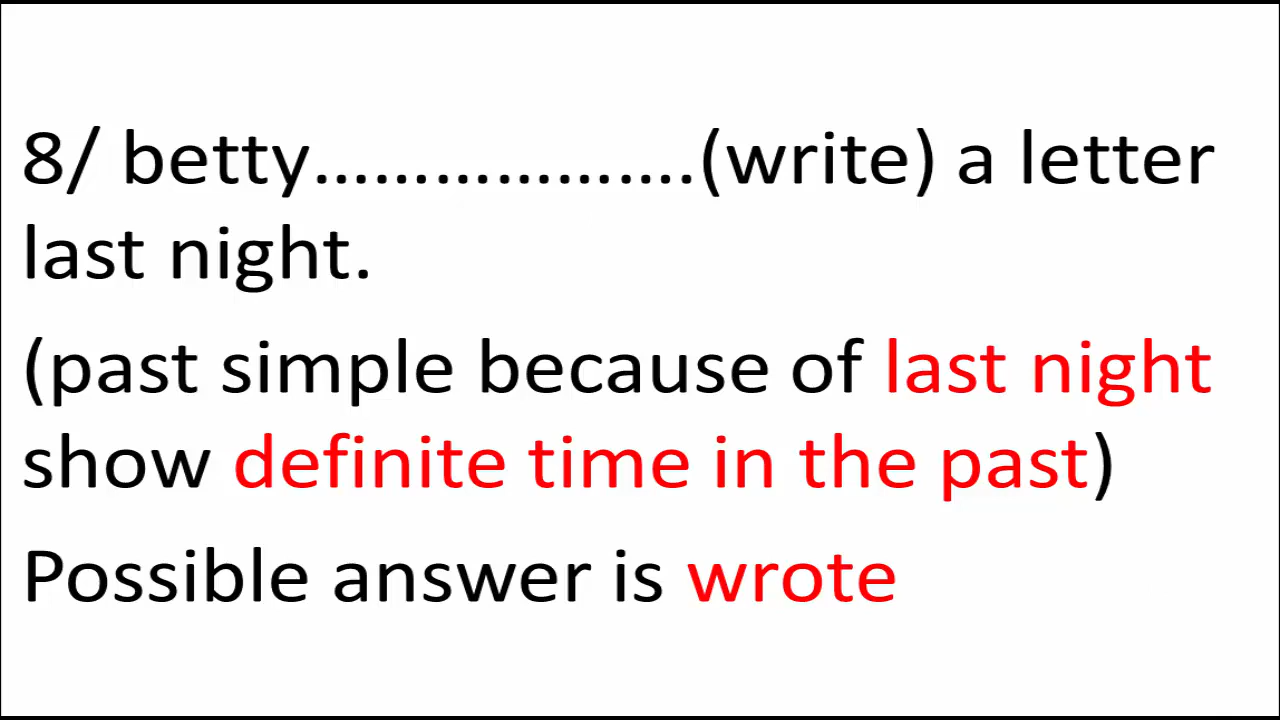 8/ betty………………….(write) a letter
last night.
(past simple because of last night
show definite time in the past)
Possible answer is wrote